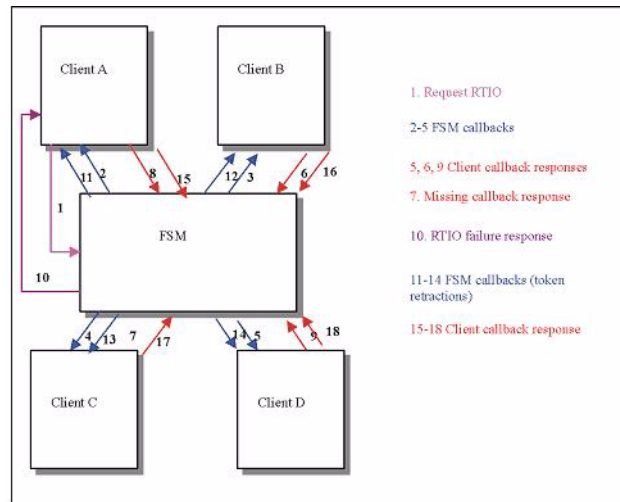 Client A
Client B
1. Request RTIO
2-5 FSM callbacks
11
2
8
15
12
3
6
16
5, 6, 9 Client callback responses
7. Missing callback response
1
FSM
10. RTIO failure response
10
11-14 FSM callbacks (token
retractions)
4
13
7
17
14
5
9
18
15-18 Client callback response
Client C
Client D